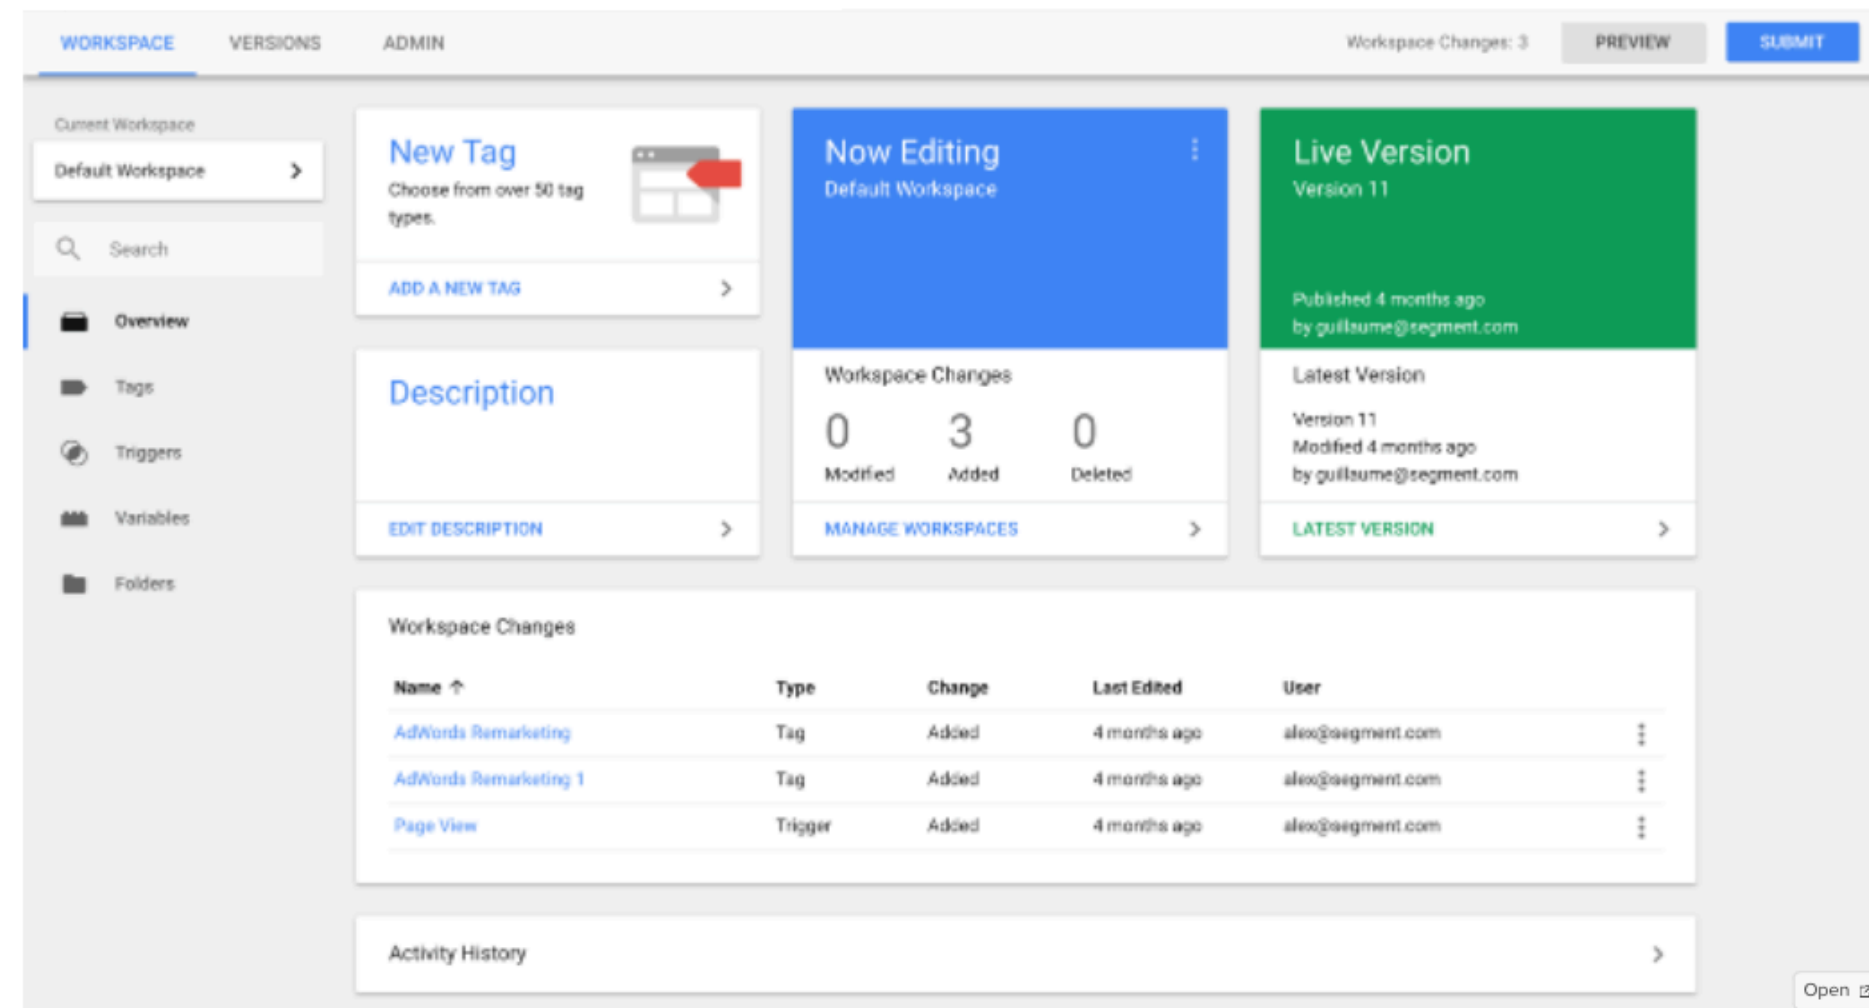 WORKSPACE VERSIONS ADMIN Workspace Changes: 3 PREVIEW SUBMIT
Current Workspace
Default Workspace
Search
Overview
Tags
Triggers
Variables
Folders
New Tag
Choose from over 50 tag
types.
ADD A NEW TAG
Description
EDIT DESCRIPTION
Now Editing
Default Workspace
Workspace Changes
0 3 0
Modified Added Deleted
MANAGE WORKSPACES
Live Version
Version 11
Published 4 months ago
by guillaume@segment.com
Latest Version
Version 11
Modified 4 months ago
by guillaume@segment.com
LATEST VERSION
Workspace Changes
Name Type Change Last Edited User
AdWords Remarketing Tag Added 4 months ago alex@segment.com
AdWords Remarketing 1 Tag Added 4 months ago alex@segment.com
Page View Trigger Added 4 months ago alex@segment.com
Activity History
Open